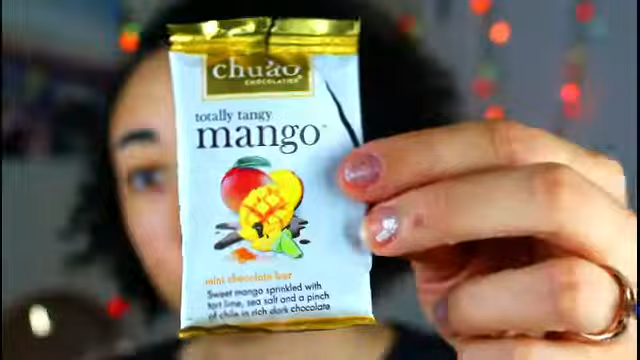 chuao
CHOCOLATIER
totally tangy
mango™
mini chocolate bar
Sweet mango sprinkled with
tart lime, sea salt and a pinch
of chile in rich dark chocolate